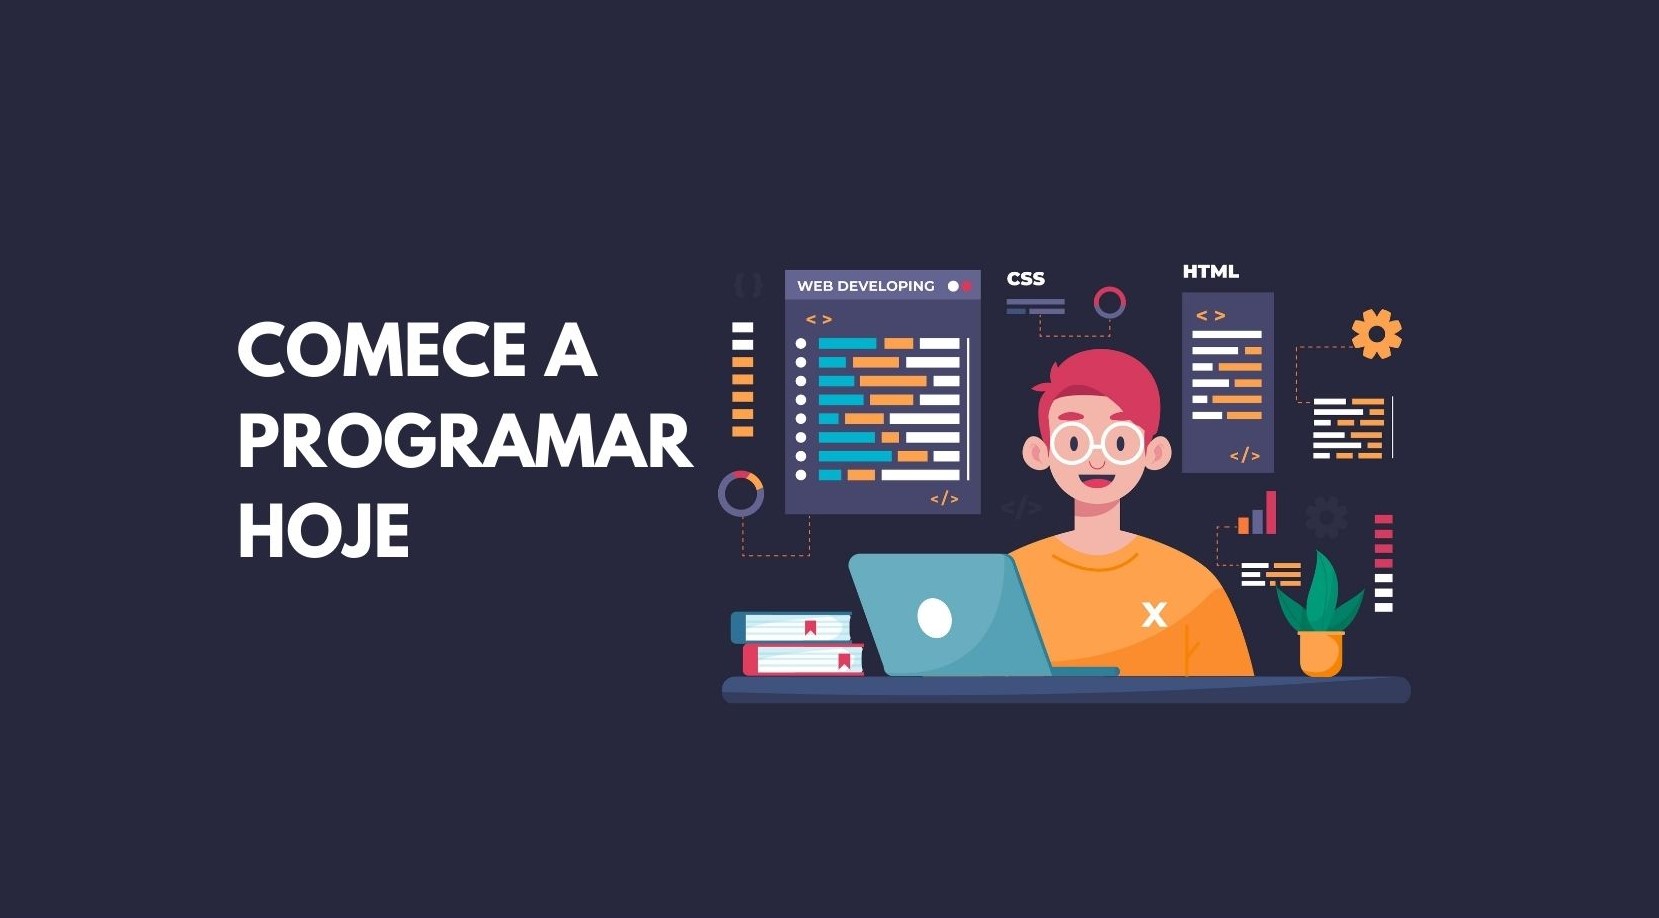 COMECE A
PROGRAMAR
HOJE
WEB DEVELOPING
< >
</>
CSS
HTML
< >
</>
{ }
</>
X